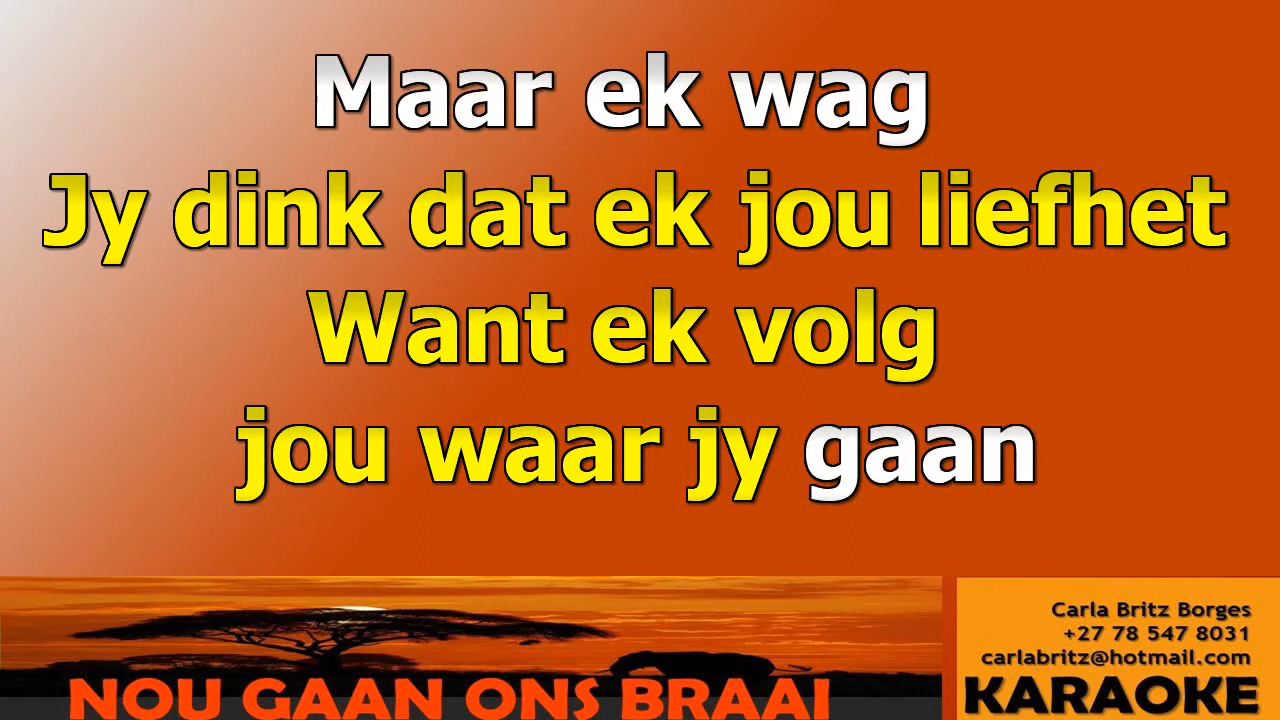 Maar ek wag
Jy dink dat ek jou liefhet
Want ek volg
jou waar jy gaan
Carla Britz Borges
+27 78 547 8031
carlabritz@hotmail.com
NOU GAAN ONS BRAAI
KARAOKE